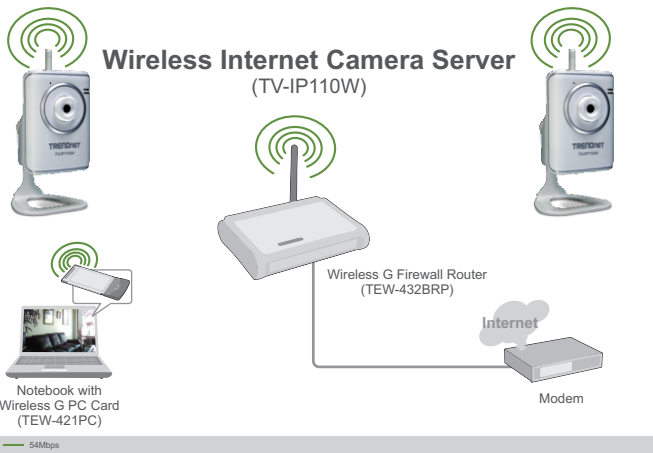 Wireless Internet Camera Server
(TV-IP110W)
TRENDNET
TRENDNET
Wireless G Firewall Router
(TEW-432BRP)
Internet
Modem
Notebook with
Wireless G PC Card
(TEW-421PC)
54Mbps